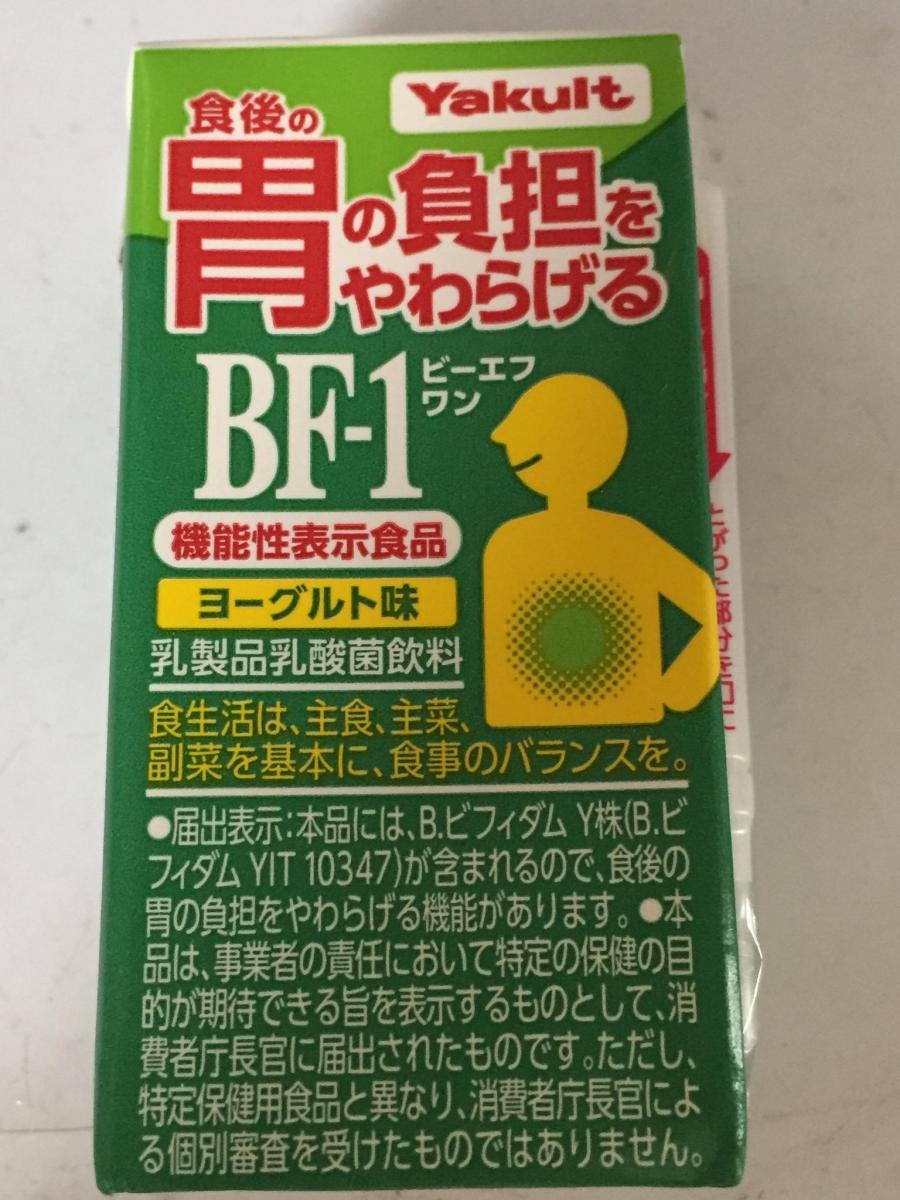 Yakult
食後の
胃の負担を
やわらげる
BF-1
ビーエフ
ワン
機能性表示食品
ヨーグルト味
乳製品乳酸菌飲料
食生活は、主食、主菜、
副菜を基本に、食事のバランスを。
●届出表示:本品には、B.ビフィダム Y株(B.ビ
フィダム YIT 10347)が含まれるので、食後の
胃の負担をやわらげる機能があります。●本
品は、事業者の責任において特定の保健の目
的が期待できる旨を表示するものとして、消
費者庁長官に届出されたものです。ただし、
特定保健用食品と異なり、消費者庁長官によ
る個別審査を受けたものではありません。